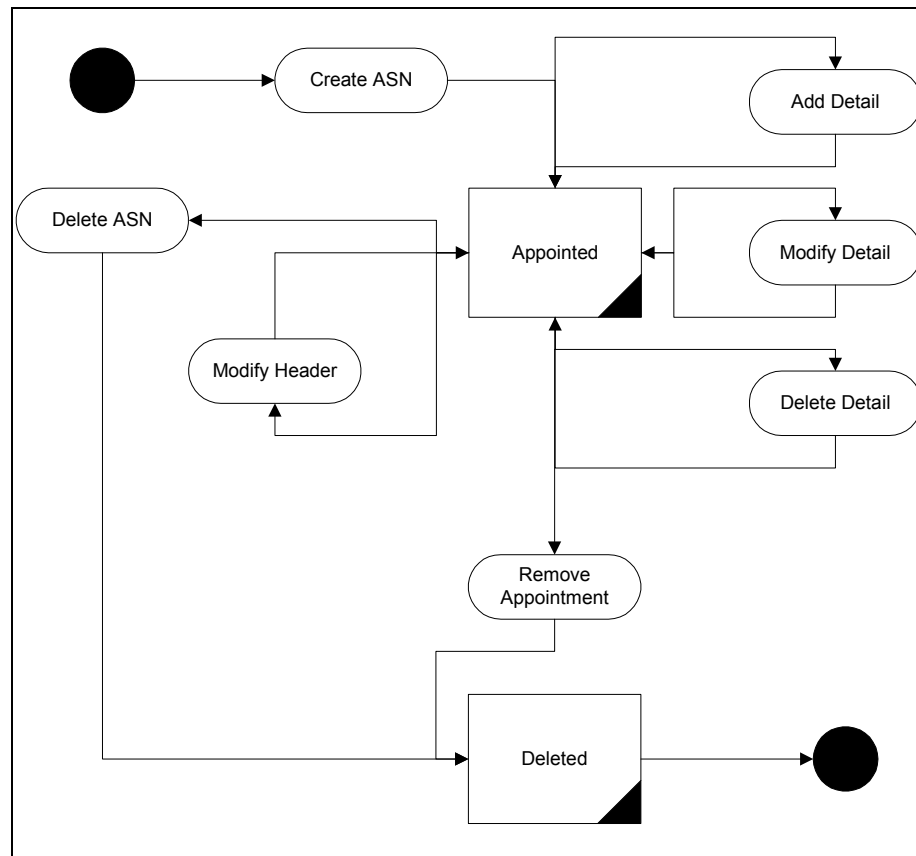 Create ASN
Add Detail
Delete ASN
Appointed
Modify Detail
Modify Header
Delete Detail
Remove
Appointment
Deleted